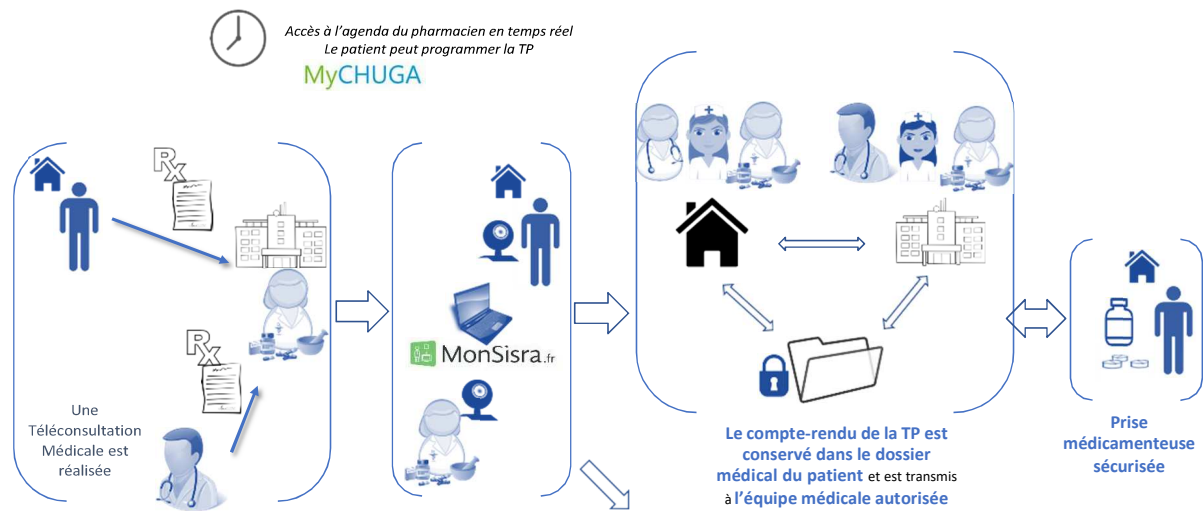 Accès à l'agenda du pharmacien en temps réel
Le patient peut programmer la TP
MyCHUGA
Rx
Rx
Une
Téléconsultation
Médicale est
réalisée
MonSisra.fr
Le compte-rendu de la TP est
conservé dans le dossier
médical du patient et est transmis
à l'équipe médicale autorisée
Prise
médicamenteuse
sécurisée